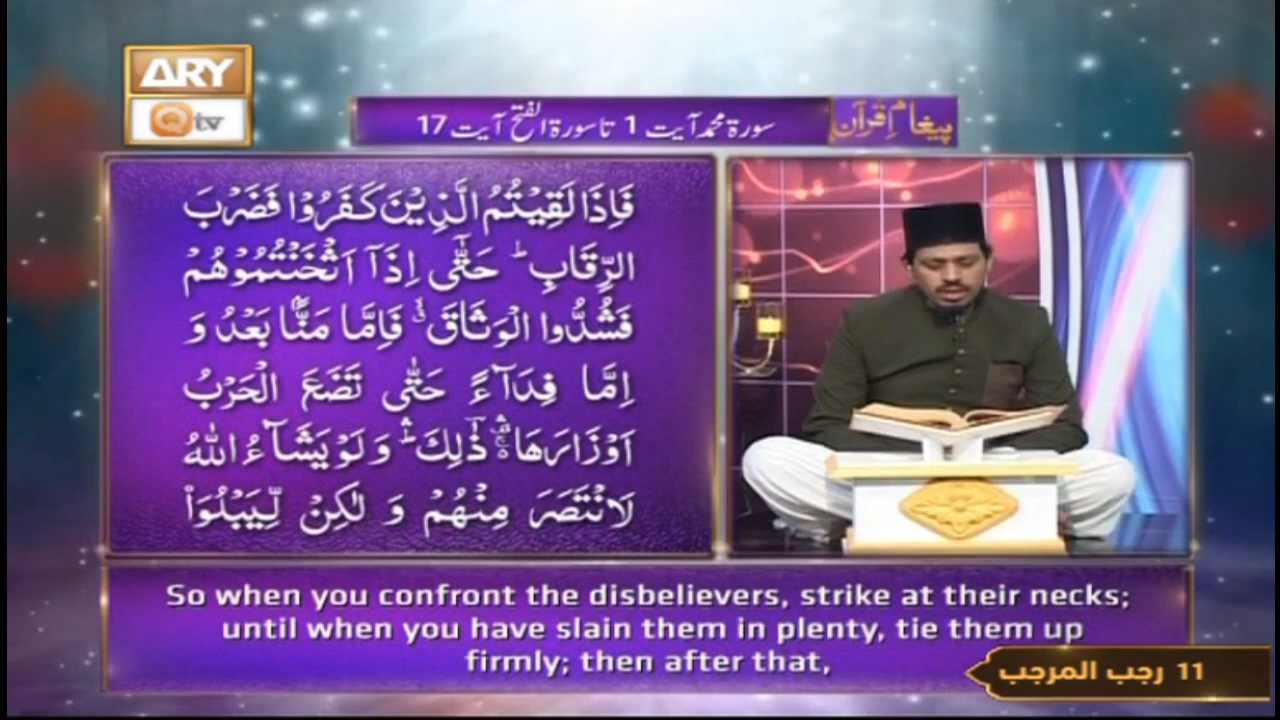 ARY
Qtv
پیغامِ قرآن
سورۃ محمد آیت 1 تا سورۃ الفتح آیت 17
فَاِذَا لَقِيْتُمُ الَّذِيْنَ كَفَرُوْا فَضَرْبَ
الرِّقَابِ ؕ حَتّٰۤى اِذَاۤ اَثْخَنْتُمُوْهُمْ
فَشُدُّوا الْوَثَاقَ ۙ فَاِمَّا مَنًّۢا بَعْدُ وَ
اِمَّا فِدَآءً حَتّٰى تَضَعَ الْحَرْبُ
اَوْزَارَهَا ۛ۫ۚ ذٰلِكَ ۛؕ وَ لَوْ يَشَآءُ اللّٰهُ
لَانْتَصَرَ مِنْهُمْ وَ لٰكِنْ لِّيَبْلُوَا۟
So when you confront the disbelievers, strike at their necks;
until when you have slain them in plenty, tie them up
firmly; then after that,
11 رجب المرجب